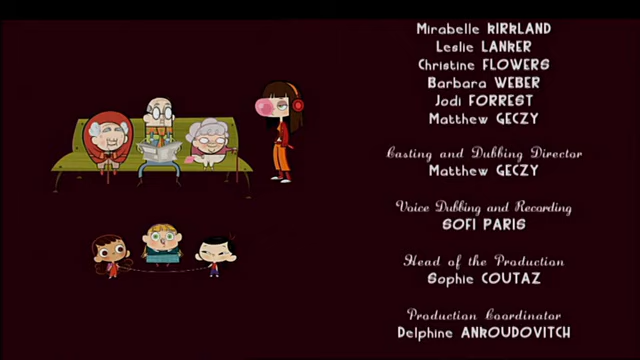 Mirabelle KIRKLAND
Leslie LANKER
Christine FLOWERS
Barbara WEBER
Jodi FORREST
Matthew GECZY
Casting and Dubbing Director
Matthew GECZY
Voice Dubbing and Recording
SOFI PARIS
Head of the Production
Sophie COUTAZ
Production Coordinator
Delphine ANKOUDOVITCH